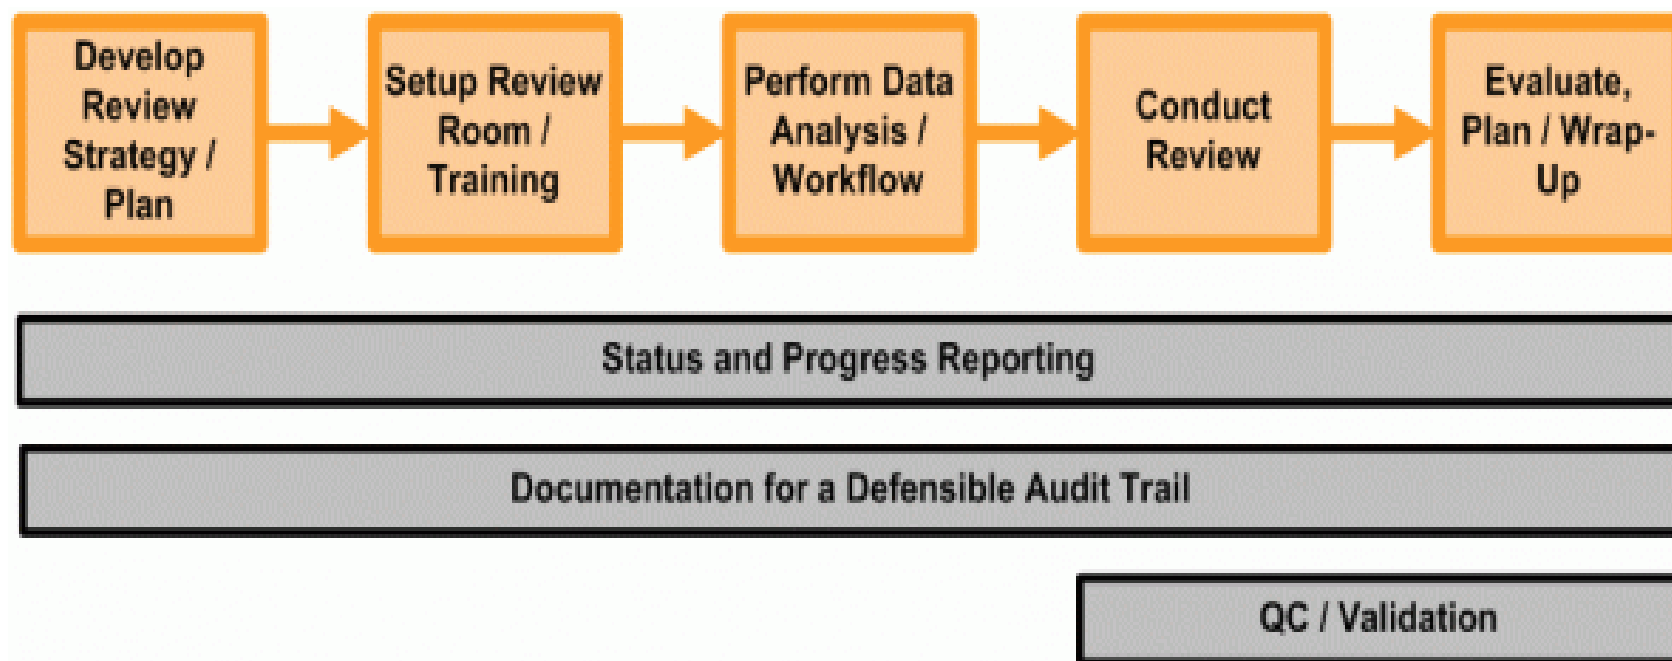 Develop
Review
Strategy /
Plan
Setup Review
Room /
Training
Perform Data
Analysis /
Workflow
Conduct
Review
Evaluate,
Plan / Wrap-
Up
Status and Progress Reporting
Documentation for a Defensible Audit Trail
QC / Validation